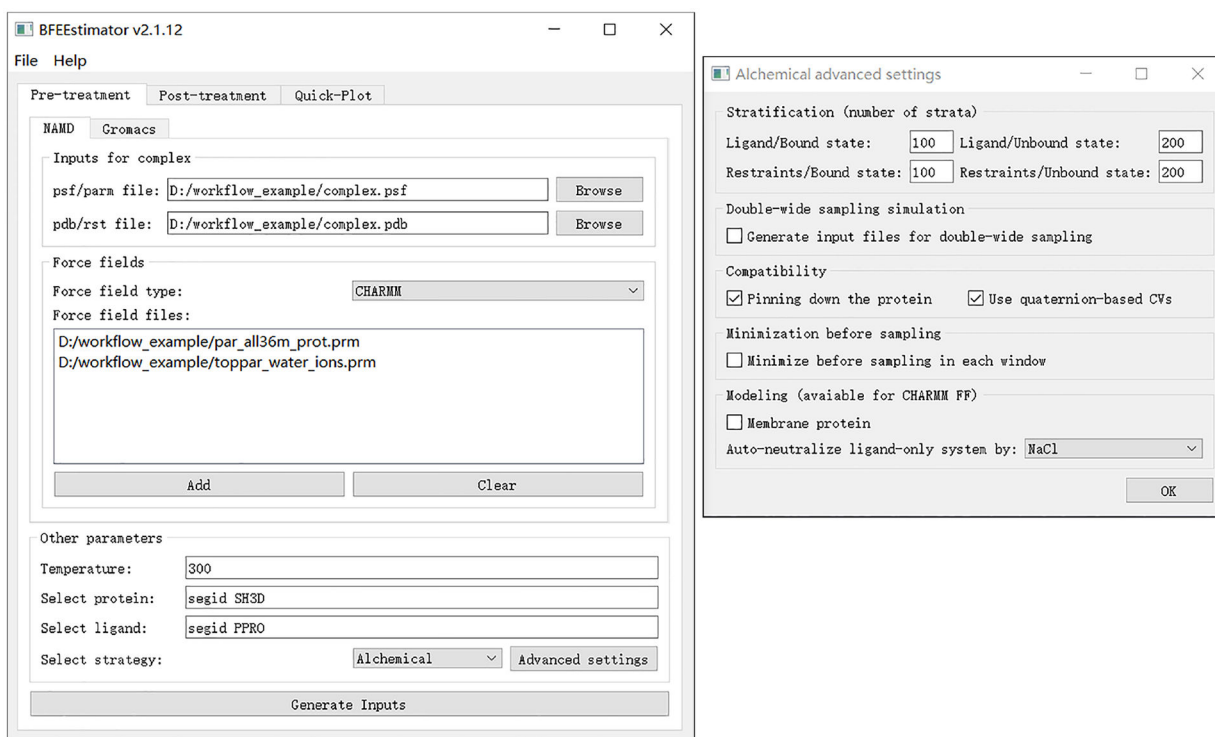 BFEEstimator v2.1.12
File Help
Pre-treatment Post-treatment Quick-Plot
NAMD Gromacs
Inputs for complex
psf/parm file: D:/workflow_example/complex.psf Browse
pdb/rst file: D:/workflow_example/complex.pdb Browse
Force fields
Force field type: CHARMM
Force field files:
D:/workflow_example/par_all36m_prot.prm
D:/workflow_example/toppar_water_ions.prm
Add Clear
Other parameters
Temperature: 300
Select protein: segid SH3D
Select ligand: segid PPRO
Select strategy: Alchemical Advanced settings
Generate Inputs
Alchemical advanced settings
Stratification (number of strata)
Ligand/Bound state: 100 Ligand/Unbound state: 200
Restraints/Bound state: 100 Restraints/Unbound state: 200
Double-wide sampling simulation
Generate input files for double-wide sampling
Compatibility
Pinning down the protein Use quaternion-based CVs
Minimization before sampling
Minimize before sampling in each window
Modeling (avaiable for CHARMM FF)
Membrane protein
Auto-neutralize ligand-only system by: NaCl
OK